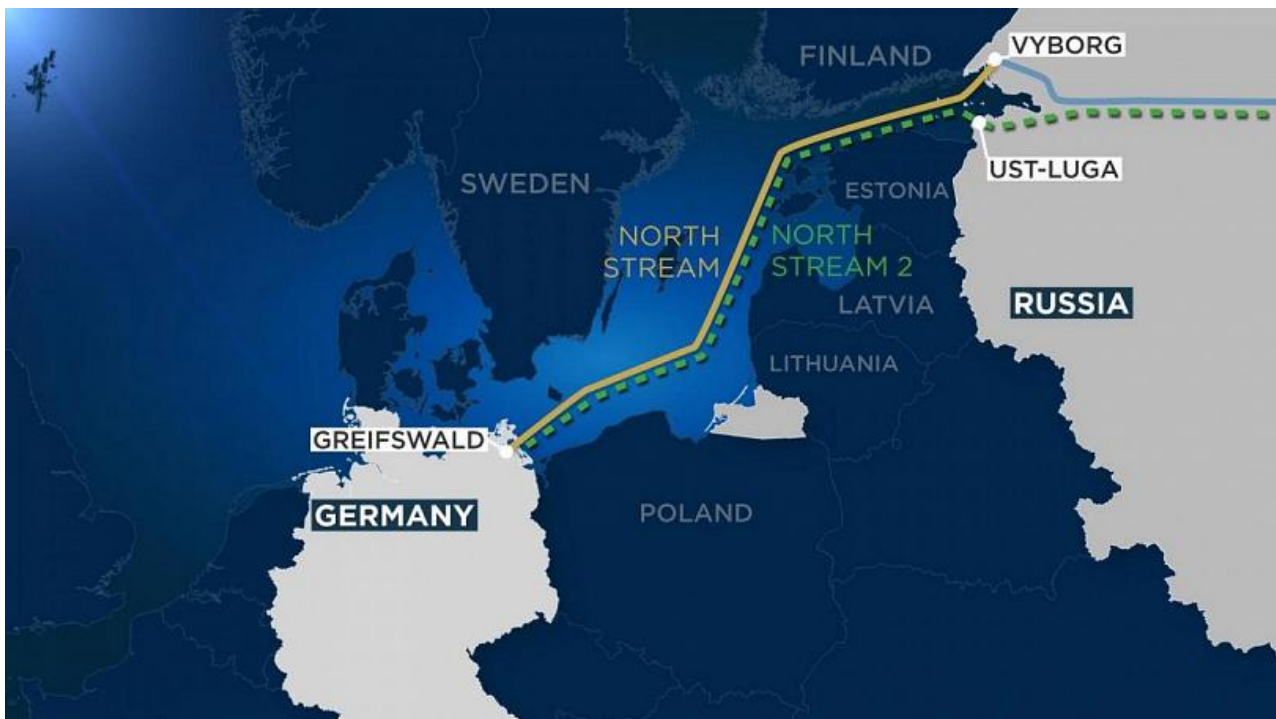 FINLAND
VYBORG
SWEDEN
UST-LUGA
ESTONIA
NORTH
STREAM
NORTH
STREAM 2
LATVIA
RUSSIA
LITHUANIA
GREIFSWALD
GERMANY
POLAND